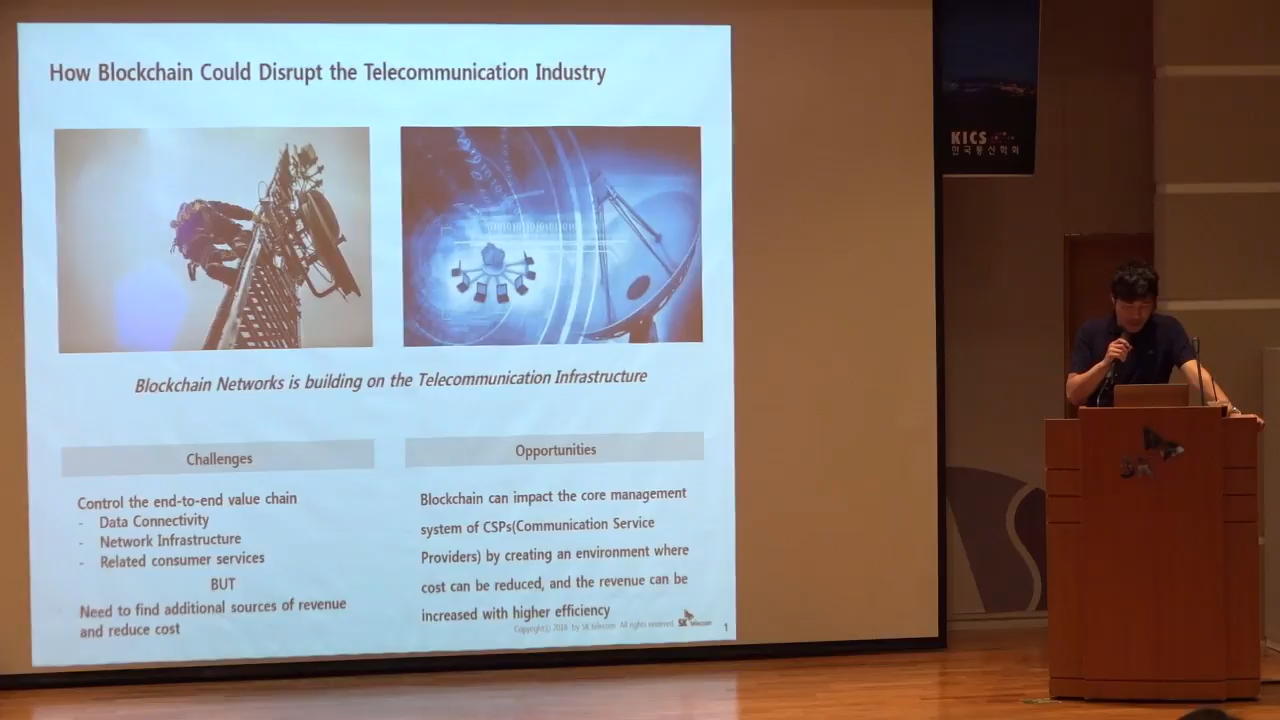 How Blockchain Could Disrupt the Telecommunication Industry
Blockchain Networks is building on the Telecommunication Infrastructure
Challenges
Control the end-to-end value chain
- Data Connectivity
- Network Infrastructure
- Related consumer services
BUT
Need to find additional sources of revenue
and reduce cost
Opportunities
Blockchain can impact the core management
system of CSPs(Communication Service
Providers) by creating an environment where
cost can be reduced, and the revenue can be
increased with higher efficiency
Copyright© 2018 by SK telecom All rights reserved
SK telecom
1
KICS
한국통신학회
SK